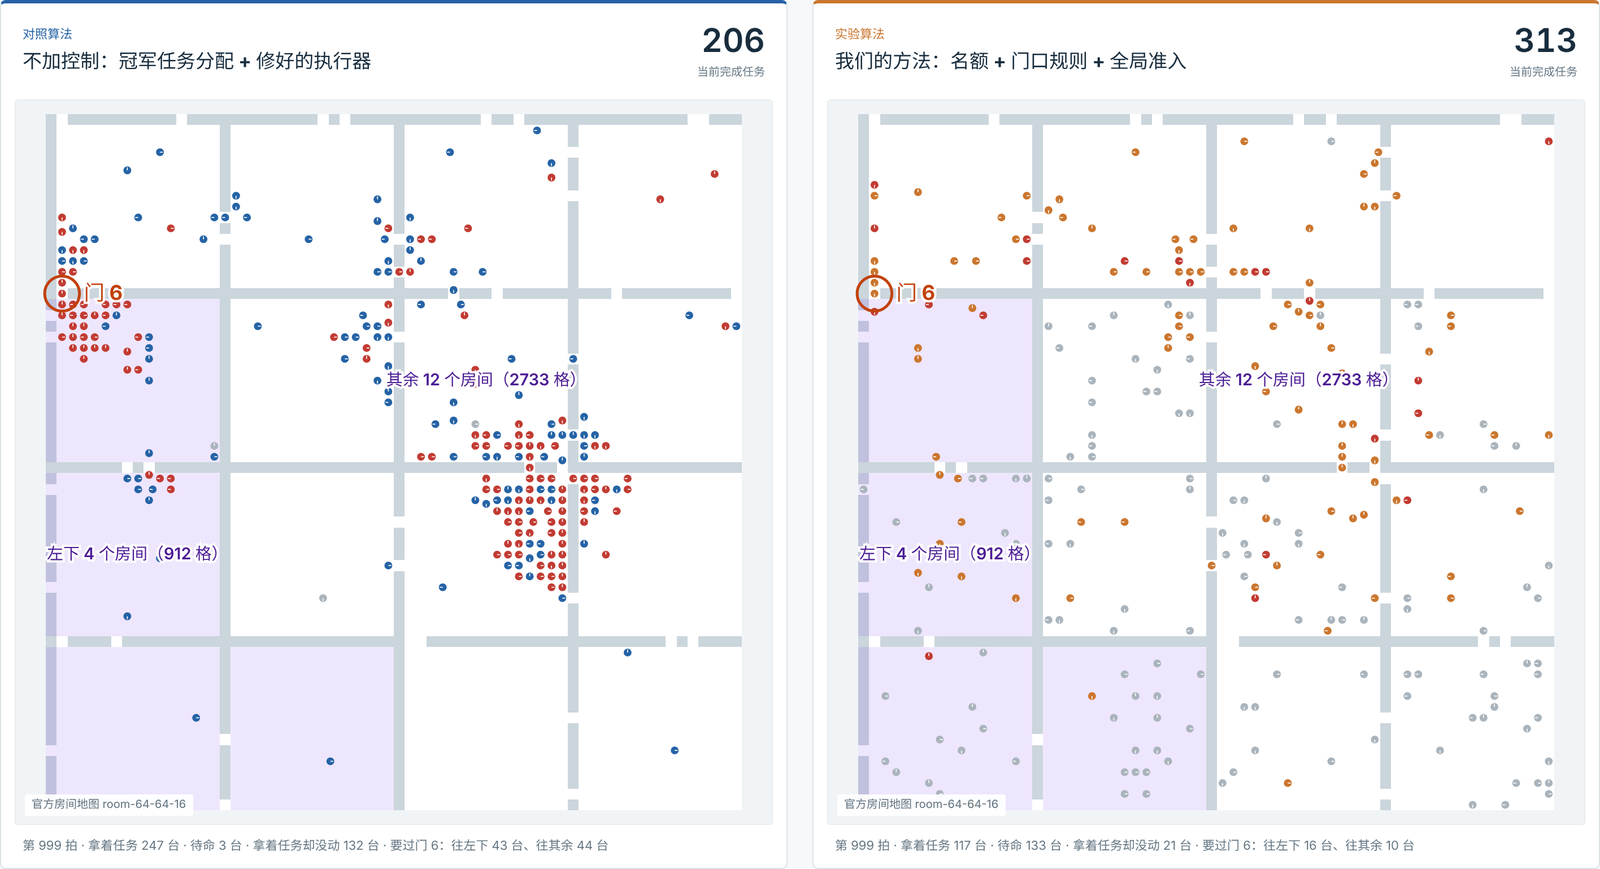 对照算法
不加控制：冠军任务分配 + 修好的执行器
206
当前完成任务
门 6
其余 12 个房间（2733 格）
左下 4 个房间（912 格）
官方房间地图 room-64-64-16
第 999 拍 · 拿着任务 247 台 · 待命 3 台 · 拿着任务却没动 132 台 · 要过门 6：往左下 43 台、往其余 44 台
实验算法
我们的方法：名额 + 门口规则 + 全局准入
313
当前完成任务
门 6
其余 12 个房间（2733 格）
左下 4 个房间（912 格）
官方房间地图 room-64-64-16
第 999 拍 · 拿着任务 117 台 · 待命 133 台 · 拿着任务却没动 21 台 · 要过门 6：往左下 16 台、往其余 10 台